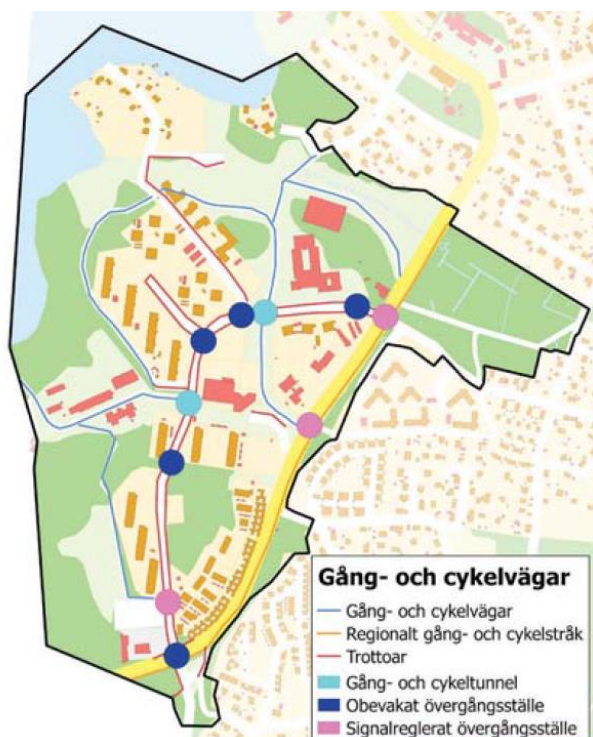 Gång- och cykelvägar
Gång- och cykelvägar
Regionalt gång- och cykelstråk
Trottoar
Gång- och cykeltunnel
Obevakat övergångsställe
Signalreglerat övergångsställe